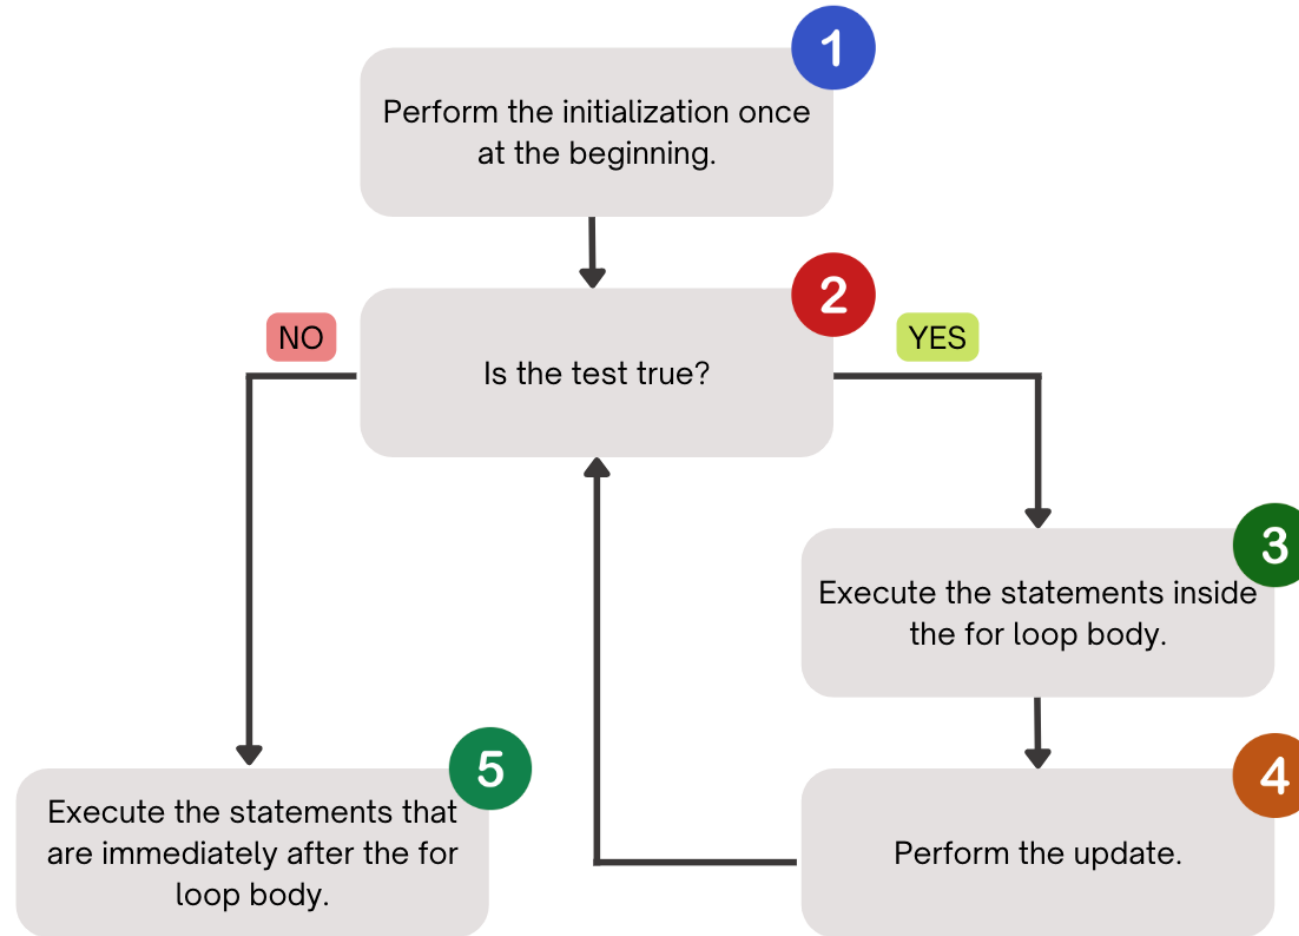 1
Perform the initialization once
at the beginning.
2
NO
YES
Is the test true?
3
Execute the statements inside
the for loop body.
5
4
Execute the statements that
are immediately after the for
loop body.
Perform the update.